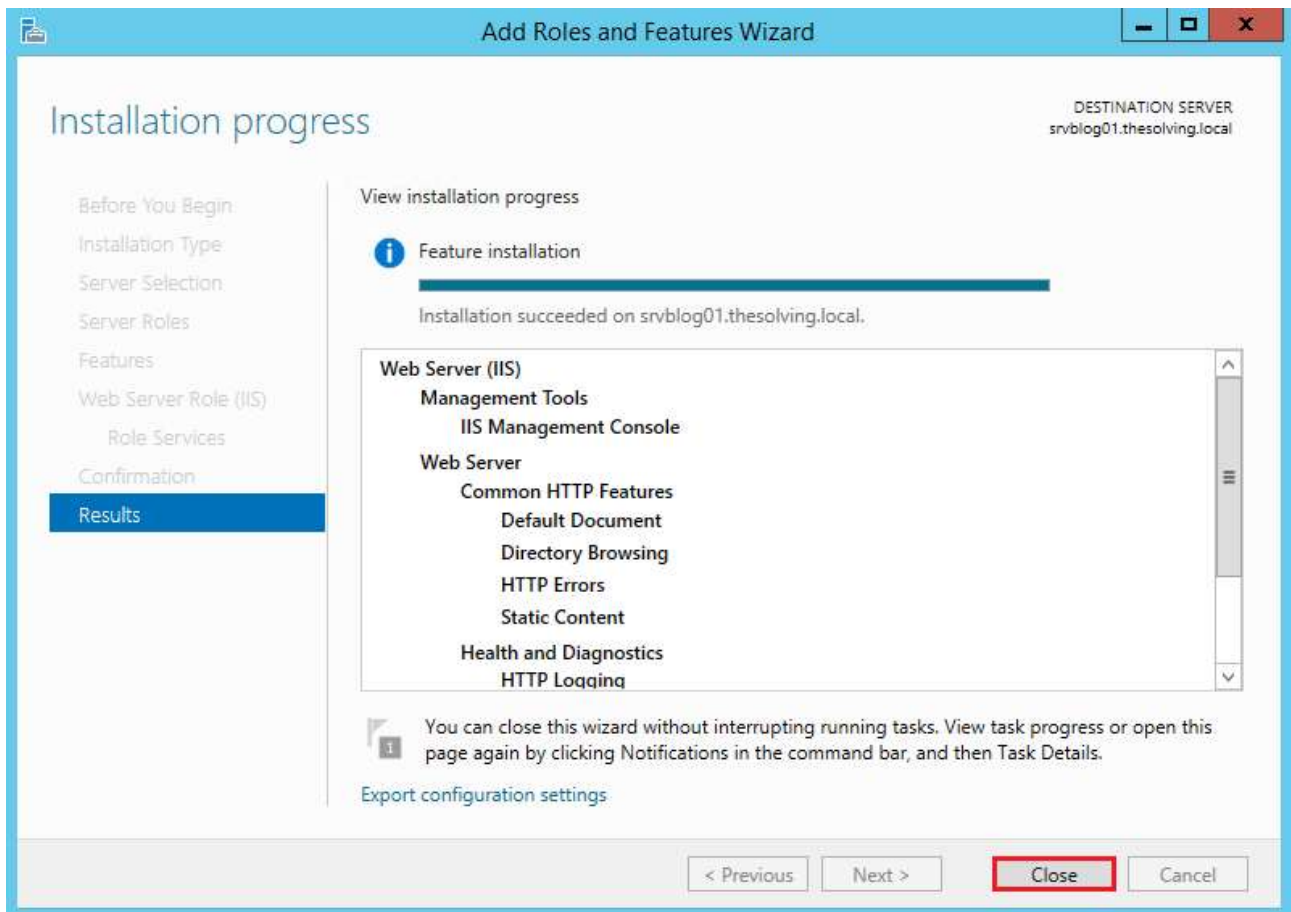 Add Roles and Features Wizard
Installation progress
DESTINATION SERVER
srvblog01.thesolving.local
Before You Begin
Installation Type
Server Selection
Server Roles
Features
Web Server Role (IIS)
Role Services
Confirmation
Results
View installation progress
Feature installation
Installation succeeded on srvblog01.thesolving.local.
Web Server (IIS)
Management Tools
IIS Management Console
Web Server
Common HTTP Features
Default Document
Directory Browsing
HTTP Errors
Static Content
Health and Diagnostics
HTTP Logging
1
You can close this wizard without interrupting running tasks. View task progress or open this
page again by clicking Notifications in the command bar, and then Task Details.
Export configuration settings
< Previous
Next >
Close
Cancel